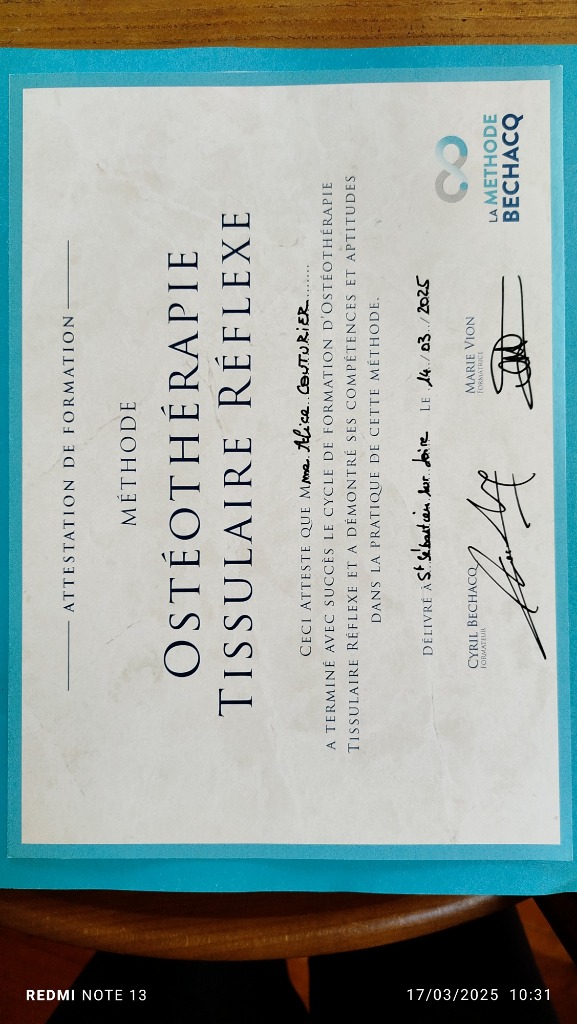 ATTESTATION DE FORMATION
MÉTHODE
OSTÉOTHÉRAPIE
TISSULAIRE RÉFLEXE
CECI ATTESTE QUE Mme Alice COUTURIER........
A TERMINÉ AVEC SUCCÈS LE CYCLE DE FORMATION D'OSTÉOTHÉRAPIE
TISSULAIRE RÉFLEXE ET A DÉMONTRÉ SES COMPÉTENCES ET APTITUDES
DANS LA PRATIQUE DE CETTE MÉTHODE.
DÉLIVRÉ À St Sébastien sur Loire LE 14/03/2025
CYRIL BECHACQ
FORMATEUR
MARIE VION
FORMATRICE
LA MÉTHODE
BECHACQ
REDMI NOTE 13
17/03/2025 10:31